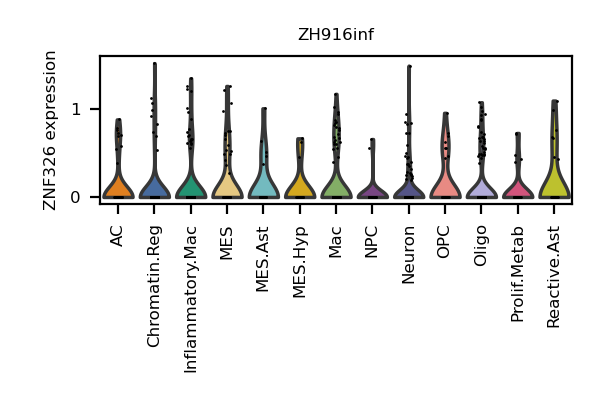 ZH916inf
ZNF326 expression
1
0
AC
Chromatin.Reg
Inflammatory.Mac
MES
MES.Ast
MES.Hyp
Mac
NPC
Neuron
OPC
Oligo
Prolif.Metab
Reactive.Ast